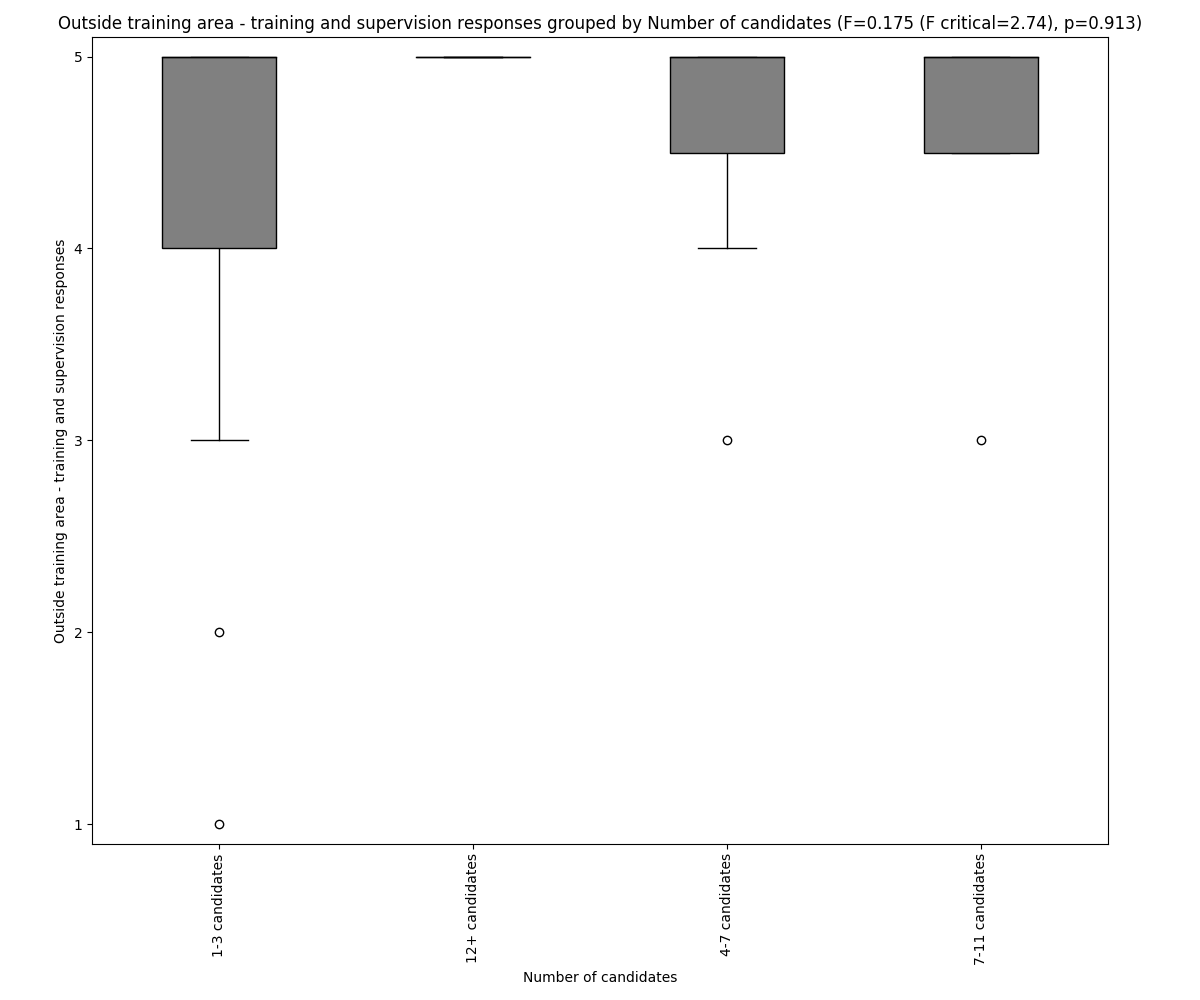 Outside training area - training and supervision responses grouped by Number of candidates (F=0.175 (F critical=2.74), p=0.913)
Outside training area - training and supervision responses
5
4
3
2
1
1-3 candidates
12+ candidates
4-7 candidates
7-11 candidates
Number of candidates